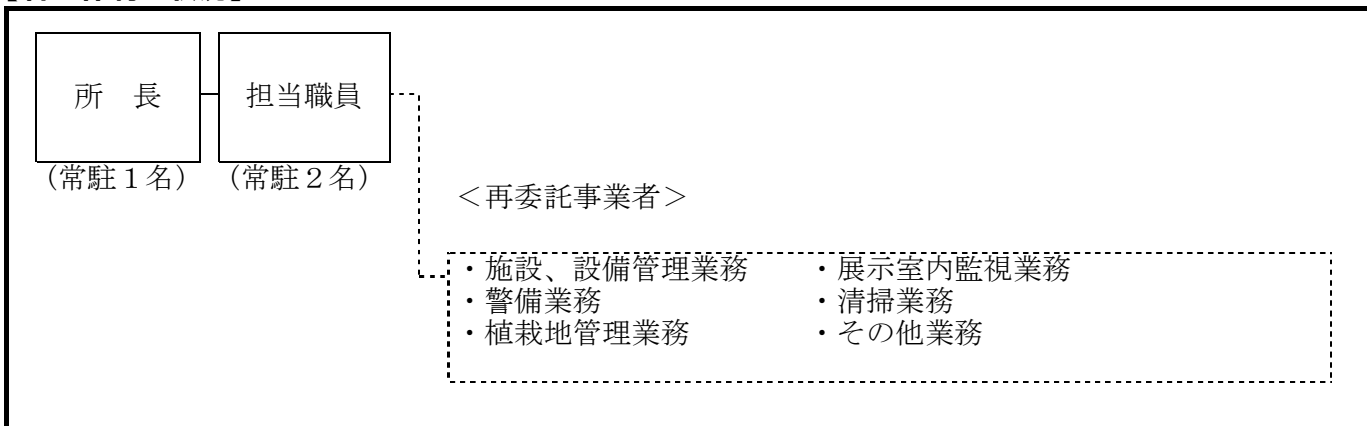 所　長　担当職員
（常駐１名）　（常駐２名）
＜再委託事業者＞
・施設、設備管理業務　・展示室内監視業務
・警備業務　・清掃業務
・植栽地管理業務　・その他業務